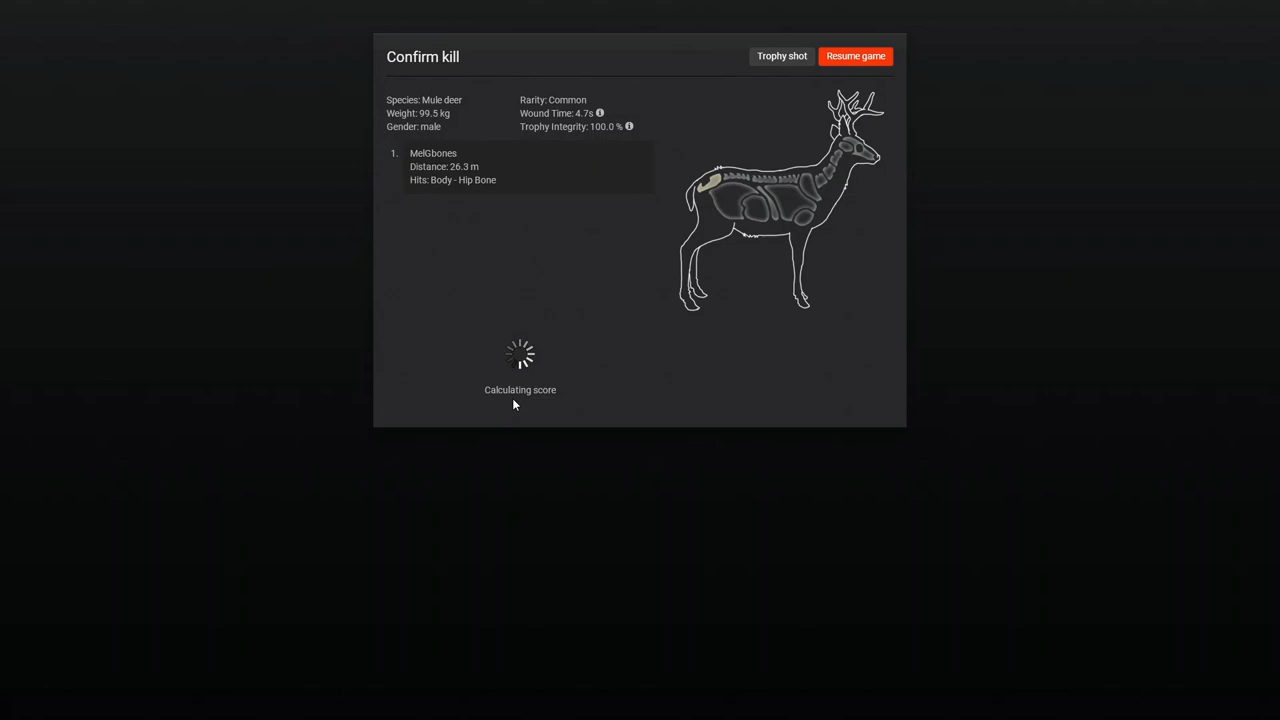 Confirm kill
Trophy shot
Resume game
Species: Mule deer
Weight: 99.5 kg
Gender: male
Rarity: Common
Wound Time: 4.7s
Trophy Integrity: 100.0 %
1. MelGbones
Distance: 26.3 m
Hits: Body - Hip Bone
Calculating score